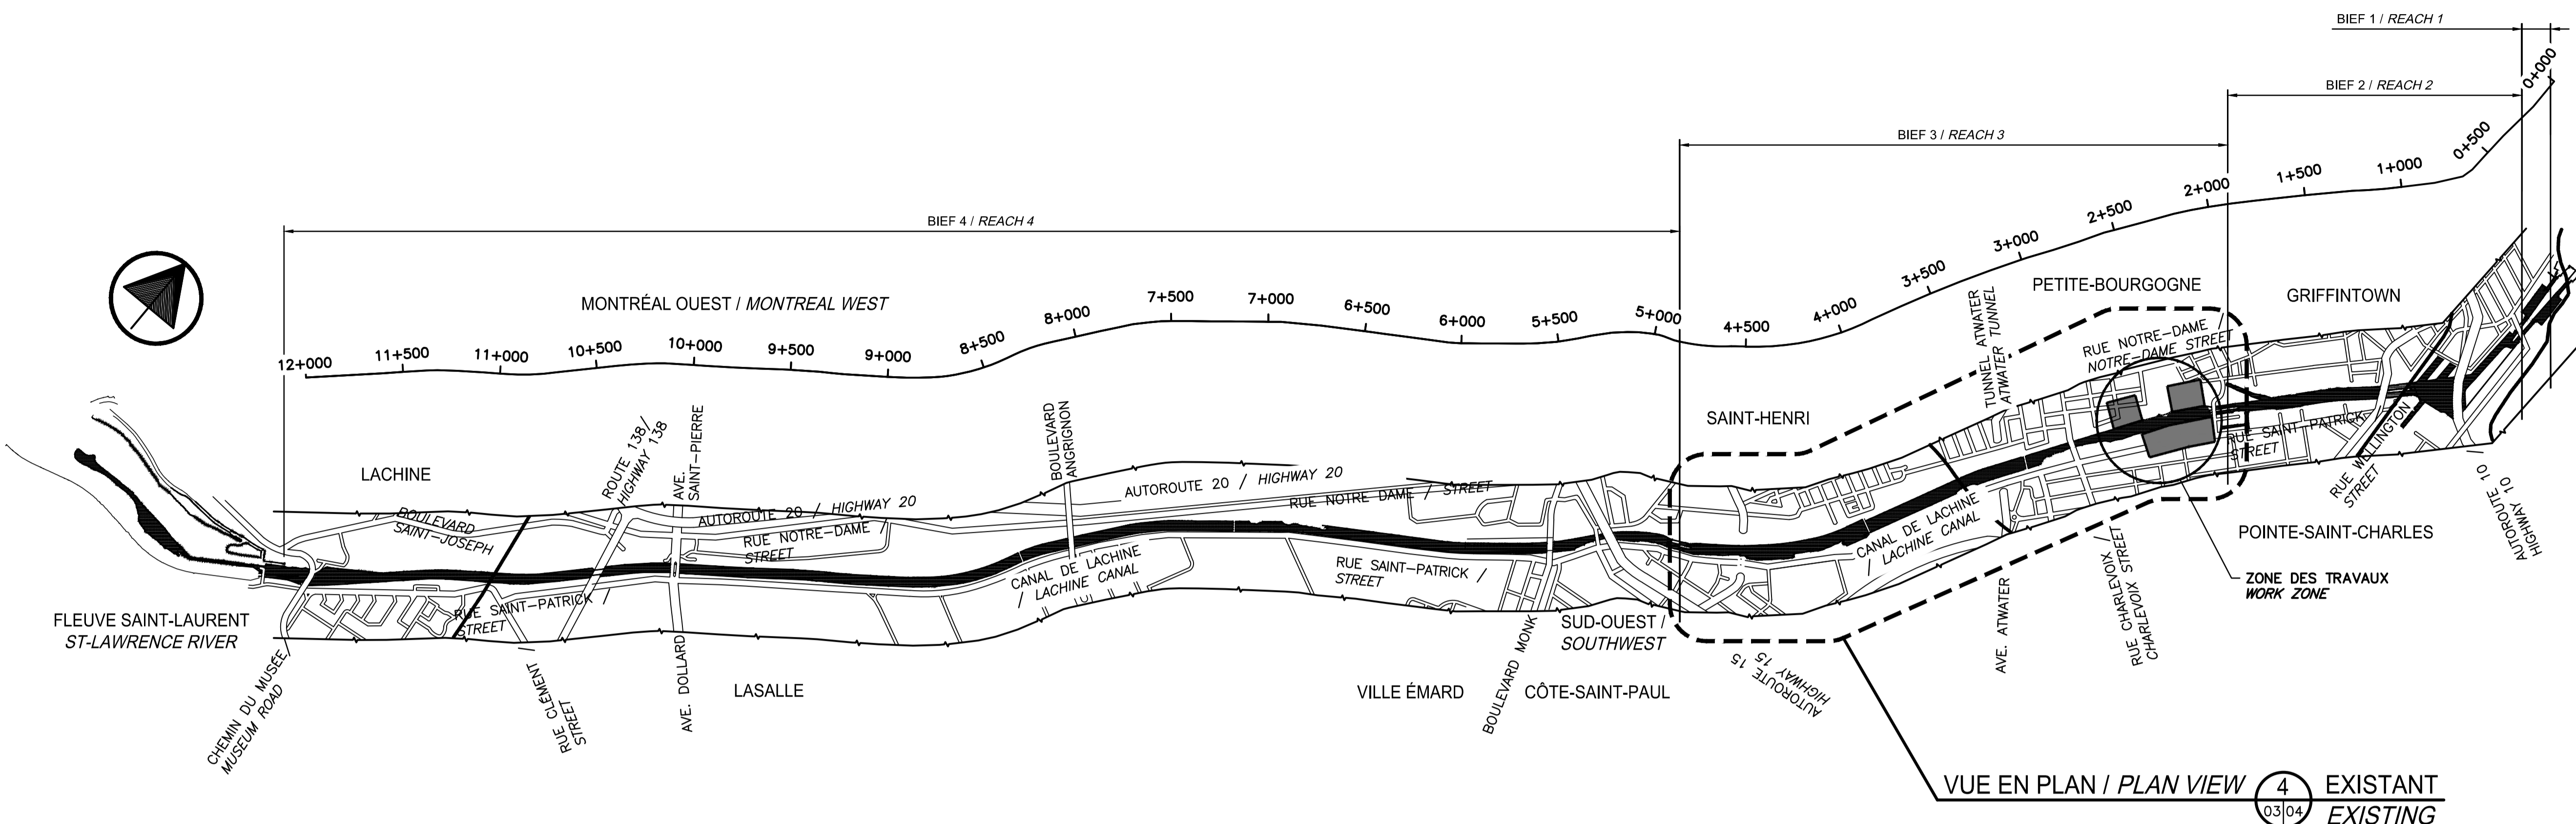 BIEF 1 / REACH 1
BIEF 2 / REACH 2
BIEF 3 / REACH 3
BIEF 4 / REACH 4
0+000
0+500
1+000
1+500
2+000
2+500
3+000
3+500
4+000
4+500
5+000
5+500
6+000
6+500
7+000
7+500
8+000
8+500
9+000
9+500
10+000
10+500
11+000
11+500
12+000
MONTRÉAL OUEST / MONTREAL WEST
PETITE-BOURGOGNE
GRIFFINTOWN
SAINT-HENRI
LACHINE
TUNNEL ATWATER
ATWATER TUNNEL
RUE NOTRE-DAME /
NOTRE-DAME STREET
ROUTE 138/
HIGHWAY 138
AVE.
SAINT-PIERRE
BOULEVARD
ANGRIGNON
BOULEVARD
SAINT-JOSEPH
AUTOROUTE 20 / HIGHWAY 20
RUE NOTRE-DAME /
STREET
AUTOROUTE 20 / HIGHWAY 20
RUE NOTRE DAME / STREET
CANAL DE LACHINE
/ LACHINE CANAL
RUE SAINT-PATRICK /
STREET
CANAL DE LACHINE
/ LACHINE CANAL
RUE SAINT-PATRICK
STREET
RUE WELLINGTON
STREET
AUTOROUTE 10 /
HIGHWAY 10
POINTE-SAINT-CHARLES
ZONE DES TRAVAUX
WORK ZONE
FLEUVE SAINT-LAURENT
ST-LAWRENCE RIVER
RUE SAINT-PATRICK /
STREET
CHEMIN DU MUSÉE/
MUSEUM ROAD
RUE CLÉMENT /
STREET
AVE. DOLLARD
LASALLE
VILLE ÉMARD
BOULEVARD MONK
CÔTE-SAINT-PAUL
SUD-OUEST /
SOUTHWEST
AUTOROUTE 15
HIGHWAY 15
AVE. ATWATER
RUE CHARLEVOIX /
CHARLEVOIX STREET
VUE EN PLAN / PLAN VIEW
4
03|04
EXISTANT
EXISTING